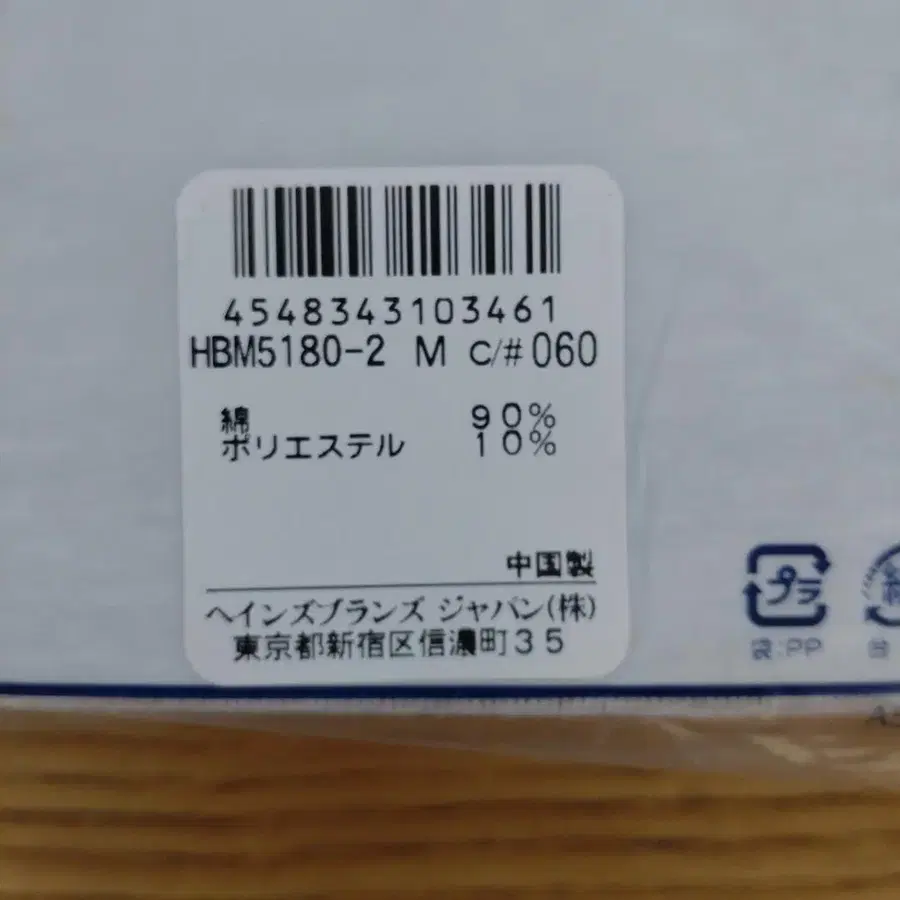 4548343103461
HBM5180-2 M C/# 060
綿 90%
ポリエステル 10%
中国製
ヘインズブランズ ジャパン(株)
東京都新宿区信濃町35
プラ
袋:PP